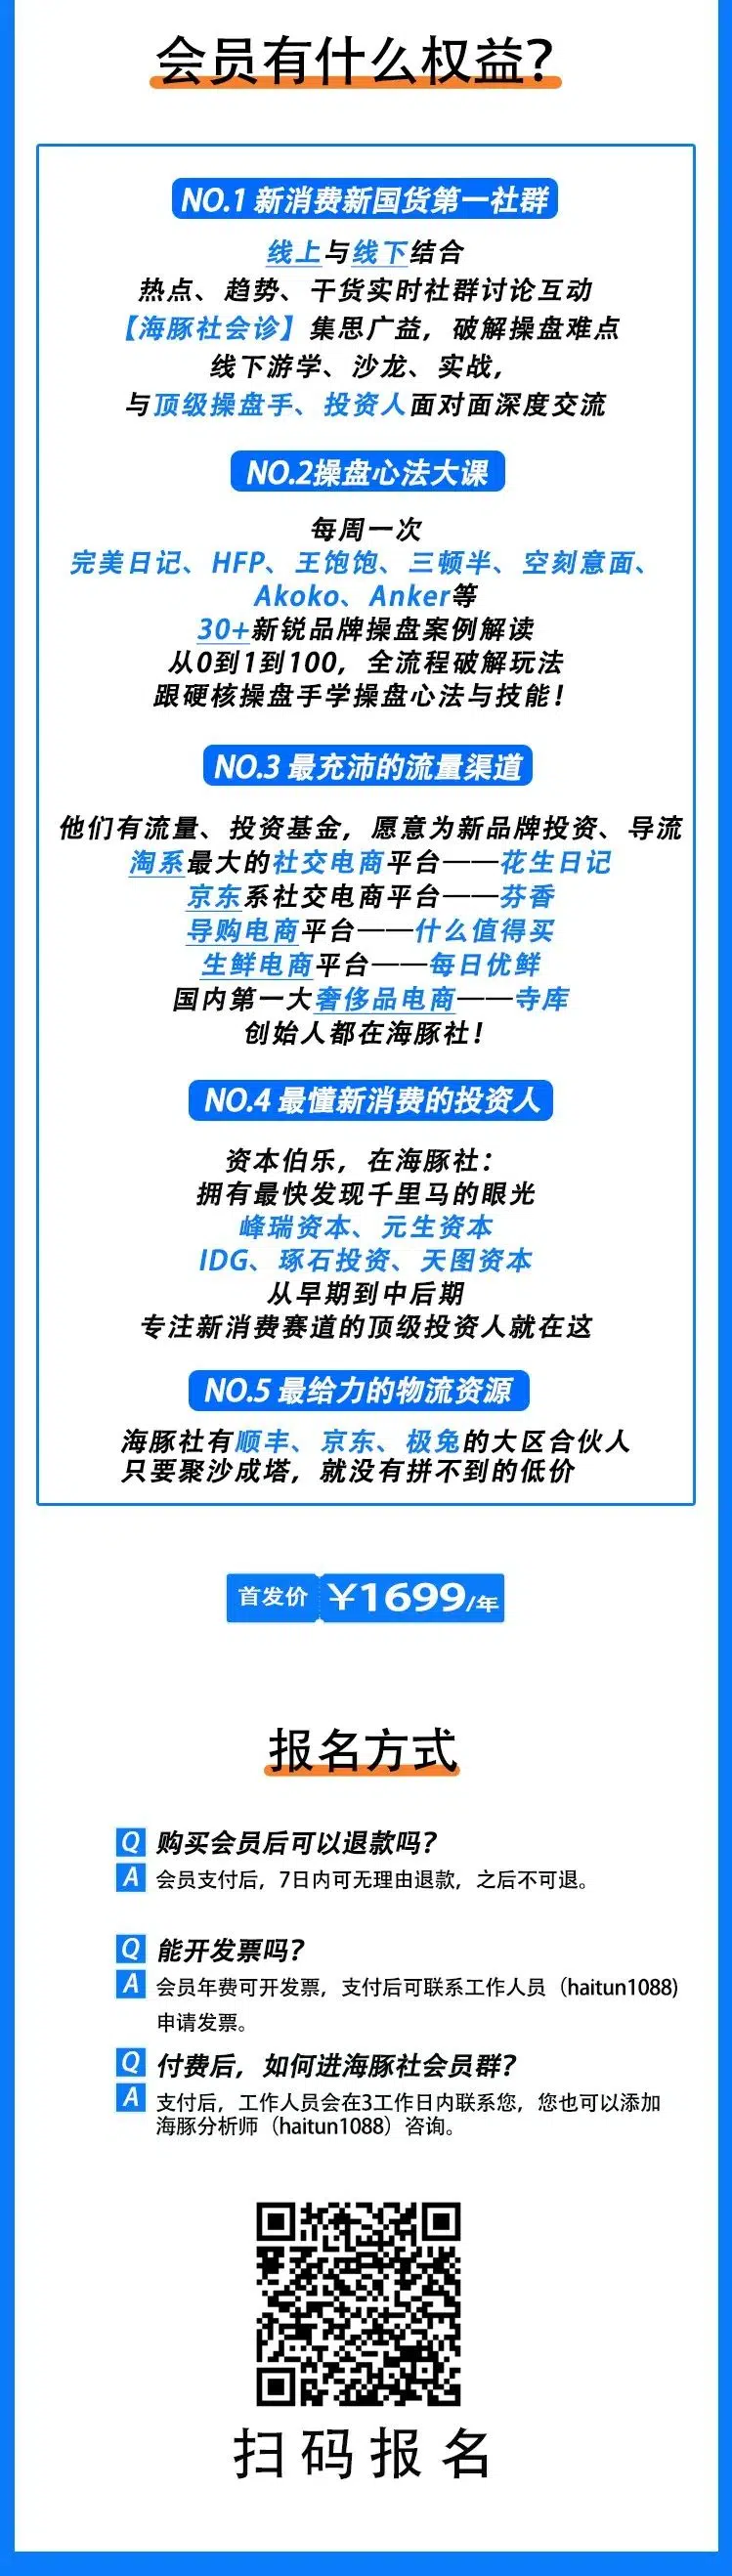 会员有什么权益?
NO.1 新消费新国货第一社群
线上与线下结合
热点、趋势、干货实时社群讨论互动
【海豚社会诊】集思广益，破解操盘难点
线下游学、沙龙、实战，
与顶级操盘手、投资人面对面深度交流
NO.2操盘心法大课
每周一次
完美日记、HFP、王饱饱、三顿半、空刻意面、
Akoko、Anker等
30+新锐品牌操盘案例解读
从0到1到100，全流程破解玩法
跟硬核操盘手学操盘心法与技能！
NO.3 最充沛的流量渠道
他们有流量、投资基金，愿意为新品牌投资、导流
淘系最大的社交电商平台——花生日记
京东系社交电商平台——芬香
导购电商平台——什么值得买
生鲜电商平台——每日优鲜
国内第一大奢侈品电商——寺库
创始人都在海豚社！
NO.4 最懂新消费的投资人
资本伯乐，在海豚社：
拥有最快发现千里马的眼光
峰瑞资本、元生资本
IDG、琢石投资、天图资本
从早期到中后期
专注新消费赛道的顶级投资人就在这
NO.5 最给力的物流资源
海豚社有顺丰、京东、极兔的大区合伙人
只要聚沙成塔，就没有拼不到的低价
首发价 ￥1699/年
报名方式
Q 购买会员后可以退款吗?
A 会员支付后，7日内可无理由退款，之后不可退。
Q 能开发票吗?
A 会员年费可开发票，支付后可联系工作人员（haitun1088)
申请发票。
Q 付费后，如何进海豚社会员群?
A 支付后，工作人员会在3工作日内联系您，您也可以添加
海豚分析师（haitun1088）咨询。
扫码报名